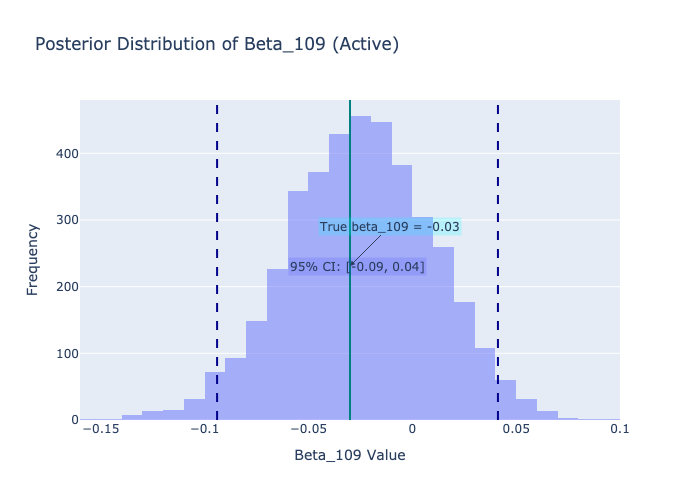 Posterior Distribution of Beta_109 (Active)
400
300
200
100
0
Frequency
True beta_109 = -0.03
95% CI: [-0.09, 0.04]
−0.15
−0.1
−0.05
0
0.05
0.1
Beta_109 Value